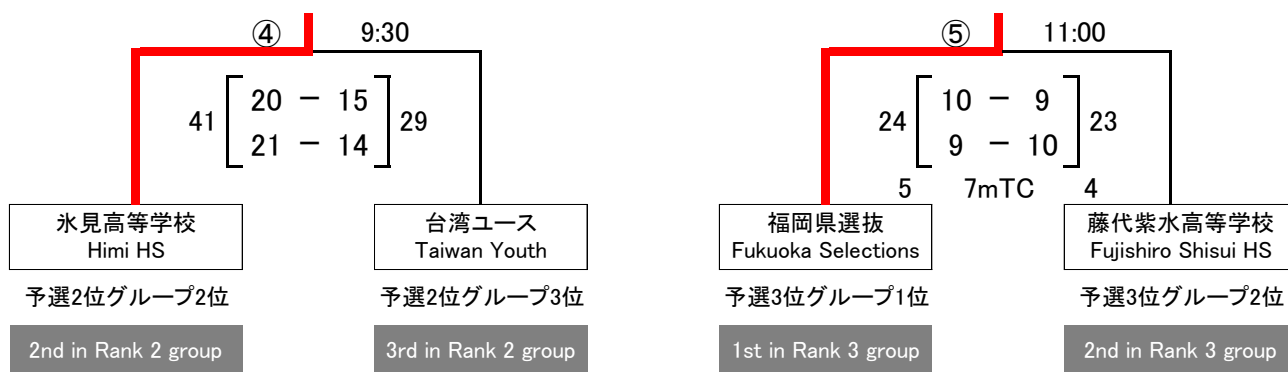 ④ 9:30
41 20 - 15 29
21 - 14
氷見高等学校
Himi HS
台湾ユース
Taiwan Youth
予選2位グループ2位
予選2位グループ3位
2nd in Rank 2 group
3rd in Rank 2 group
⑤ 11:00
24 10 - 9 23
9 - 10
5 7mTC 4
福岡県選抜
Fukuoka Selections
藤代紫水高等学校
Fujishiro Shisui HS
予選3位グループ1位
予選3位グループ2位
1st in Rank 3 group
2nd in Rank 3 group